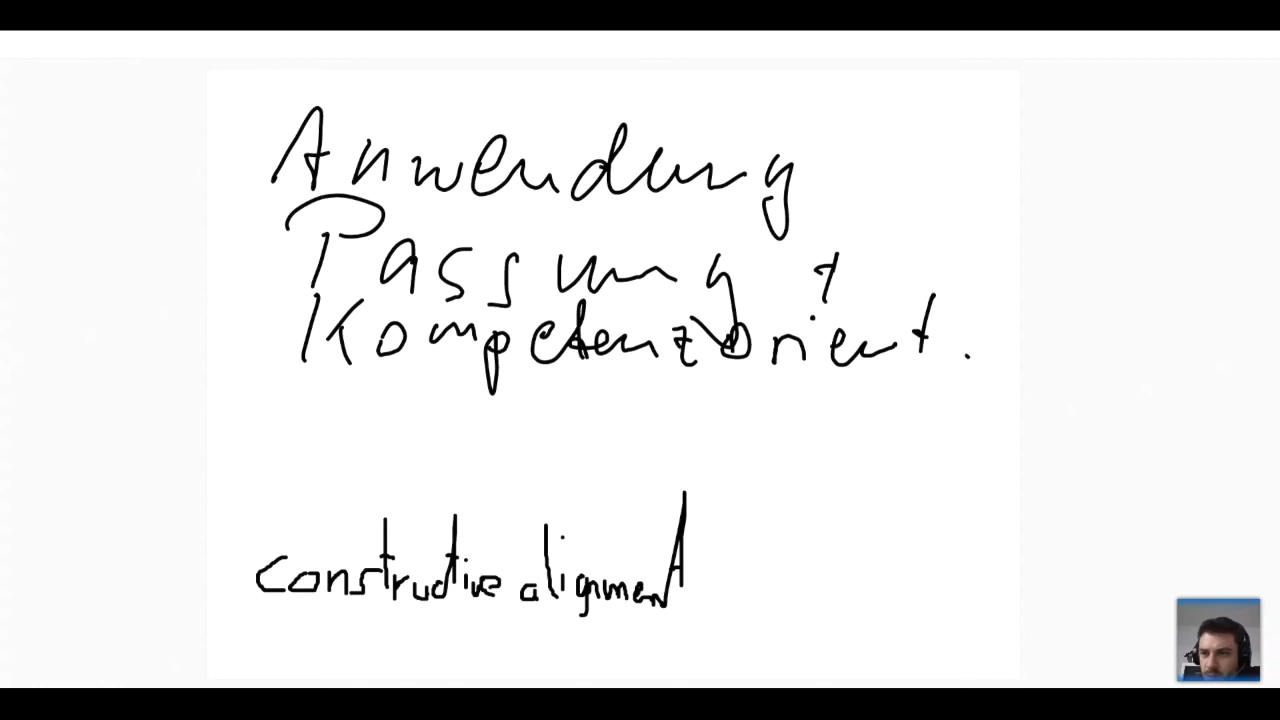 Anwendung
Passung +
Kompetenzorient.
constructive alignment